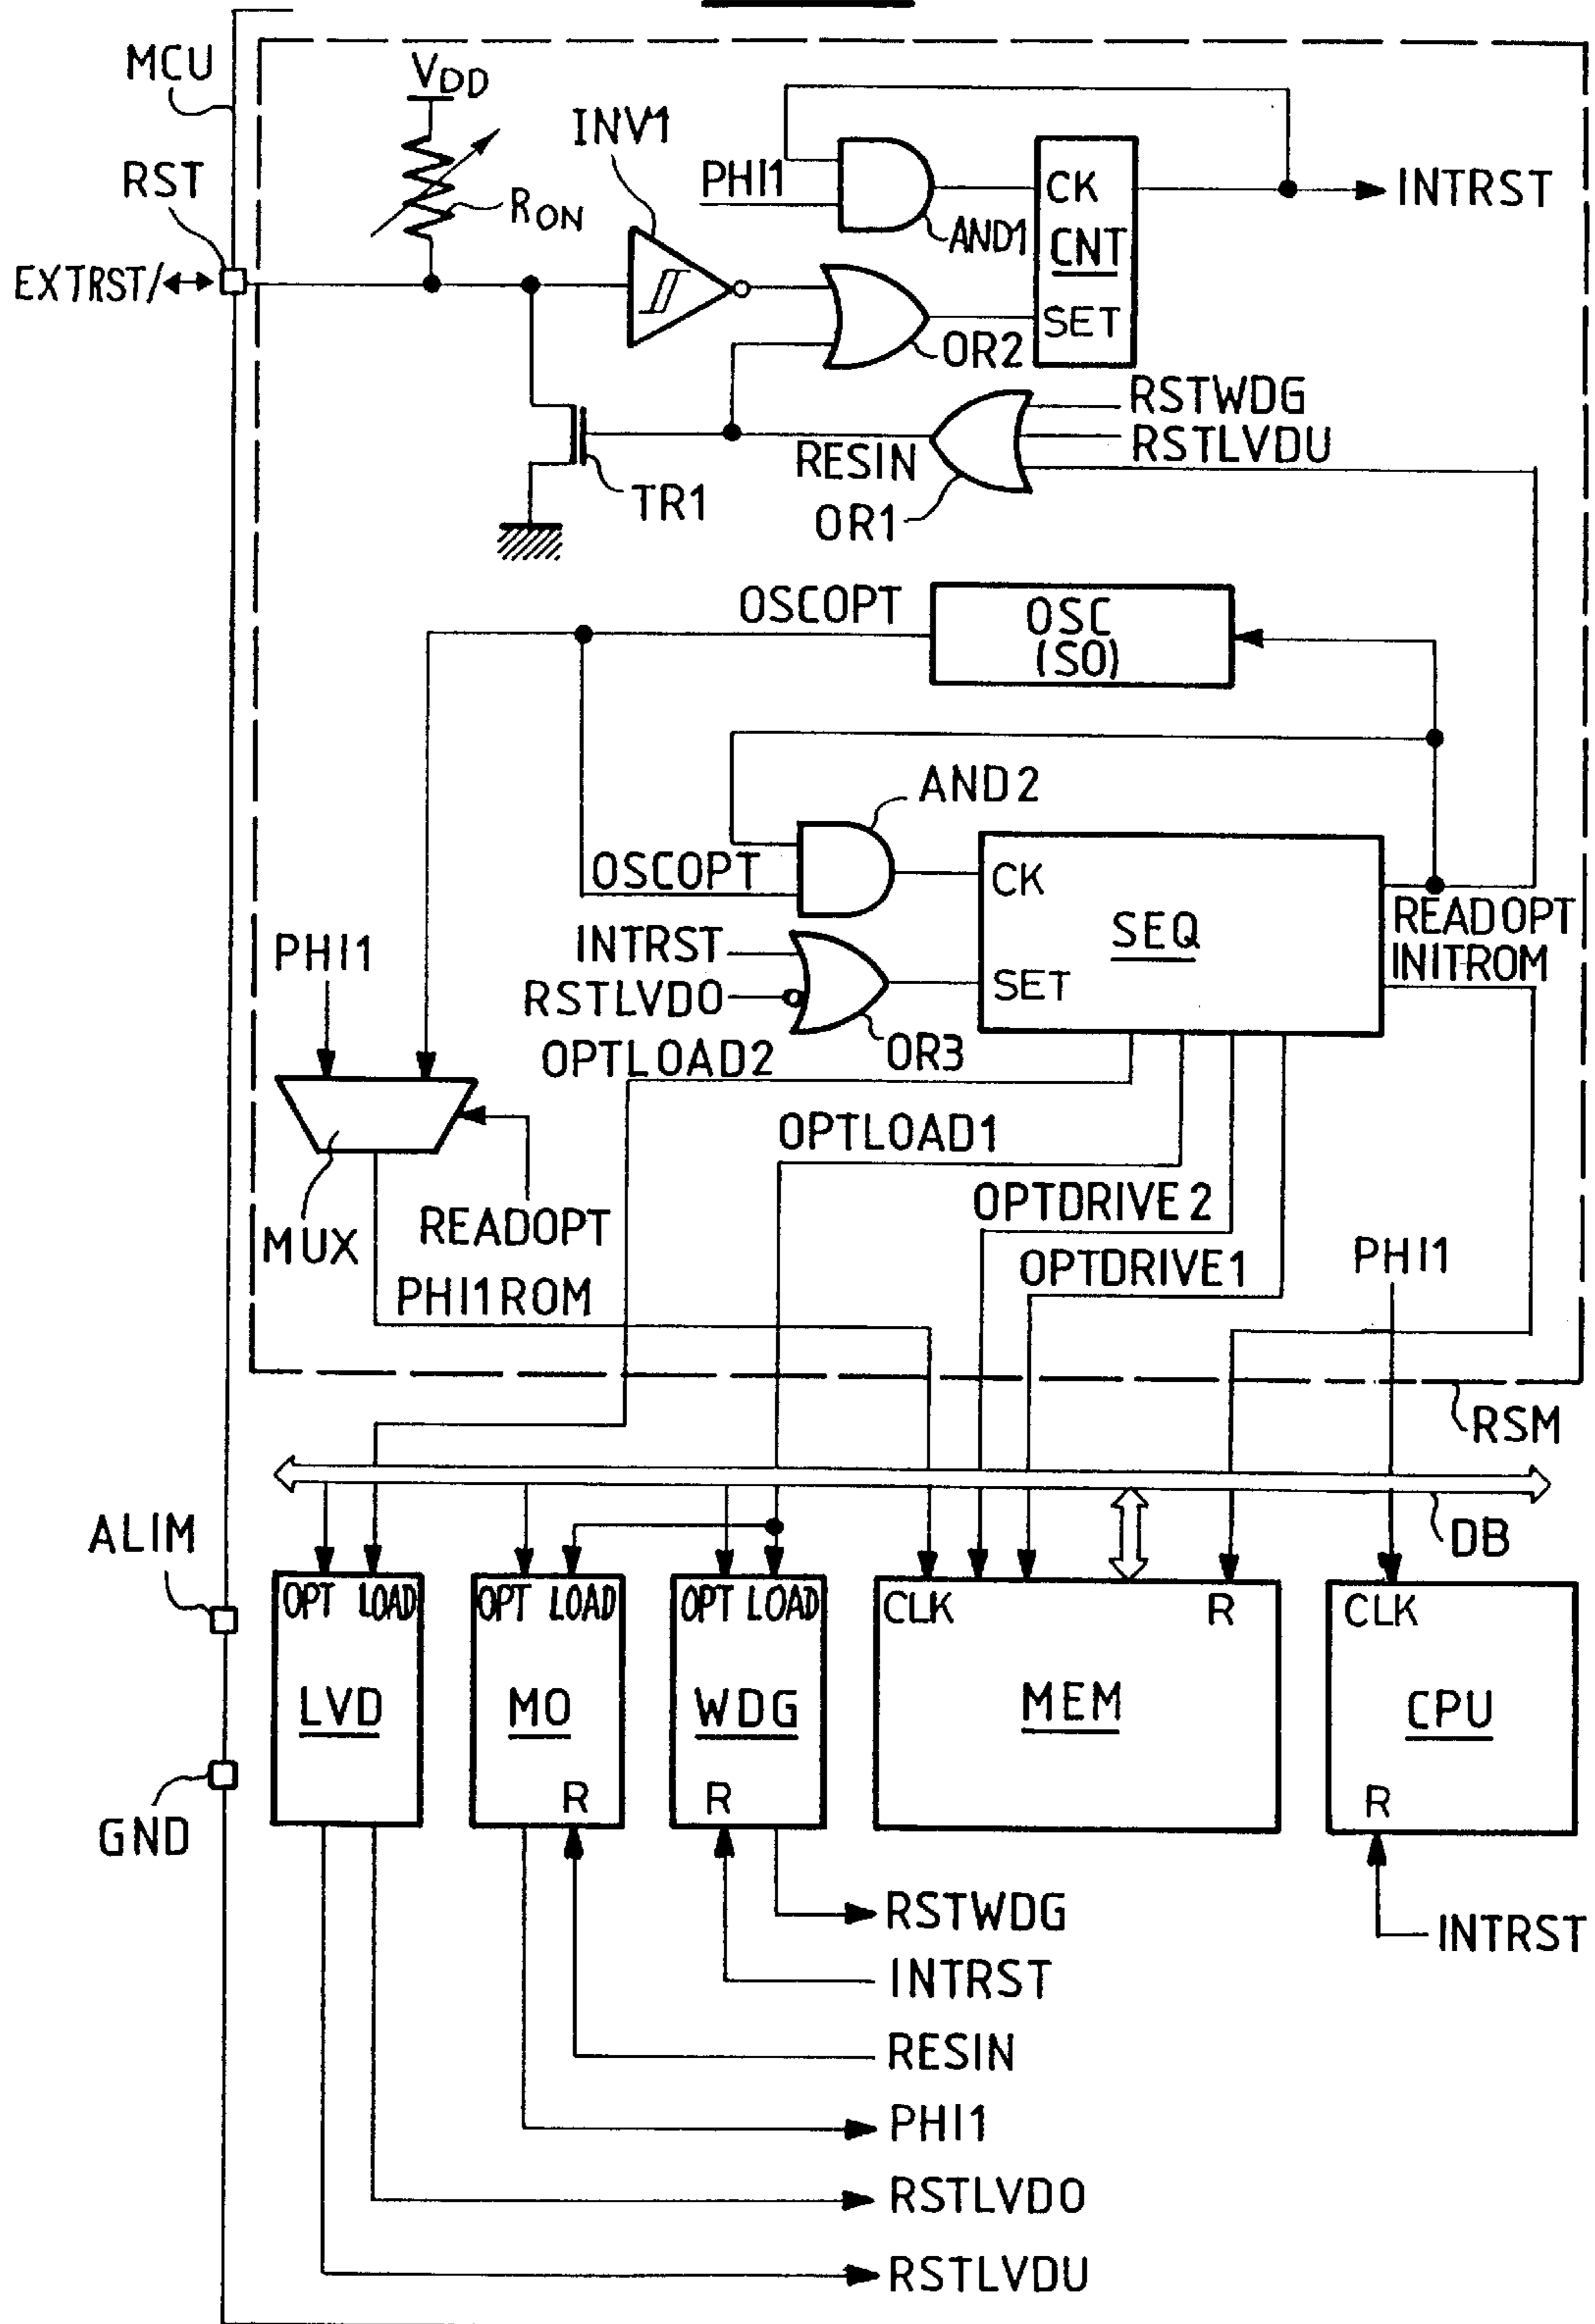 MCU
VDD
INV1
RST
RON
PHI1
AND1
CK
CNT
SET
INTRST
EXTRST/
OR2
RSTWDG
RSTLVDU
RESIN
TR1
OR1
OSCOPT
OSC
(SO)
AND2
OSCOPT
CK
SEQ
SET
READOPT
INITROM
PHI1
INTRST
RSTLVDO
OR3
OPTLOAD2
OPTLOAD1
OPTDRIVE2
OPTDRIVE1
PHI1
READOPT
MUX
PHI1ROM
RSM
DB
ALIM
GND
OPT LOAD
LVD
OPT LOAD
MO
R
OPT LOAD
WDG
R
CLK
R
MEM
CLK
CPU
R
RSTWDG
INTRST
INTRST
RESIN
PHI1
RSTLVDO
RSTLVDU